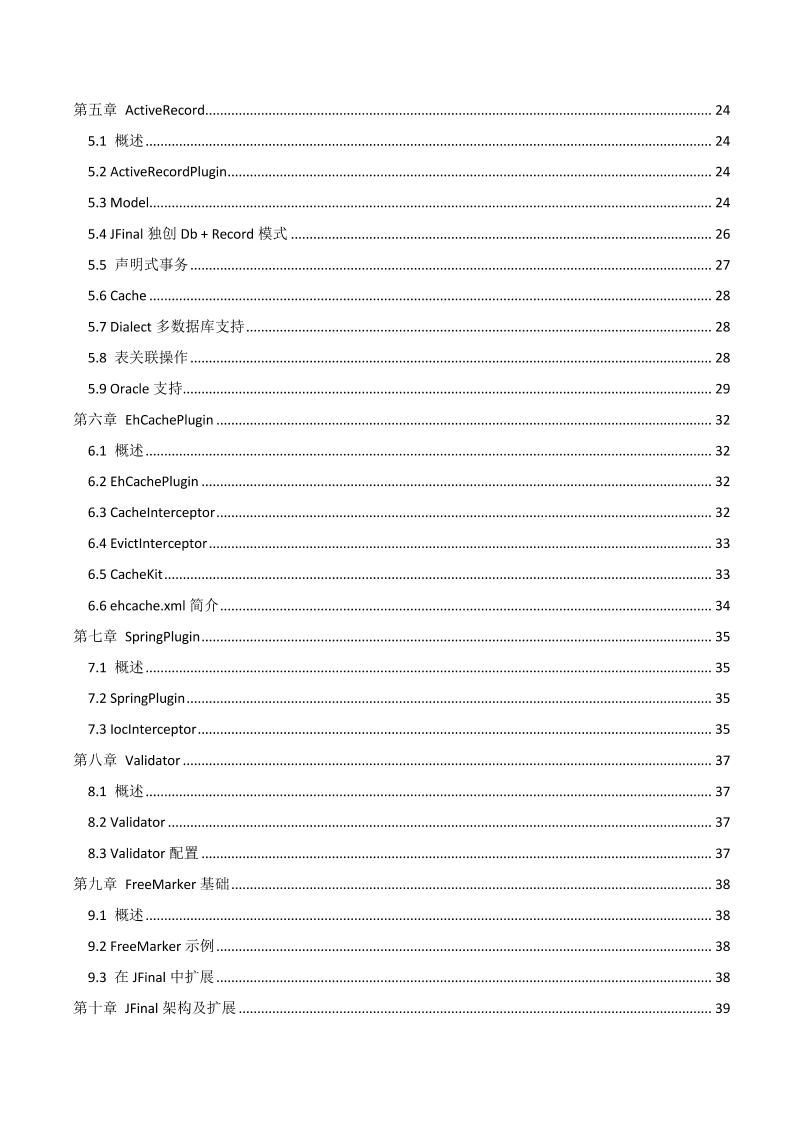 第五章 ActiveRecord........................................................................ 24
5.1 概述........................................................................ 24
5.2 ActiveRecordPlugin........................................................................ 24
5.3 Model........................................................................ 24
5.4 JFinal 独创 Db + Record 模式........................................................................ 26
5.5 声明式事务........................................................................ 27
5.6 Cache........................................................................ 28
5.7 Dialect 多数据库支持........................................................................ 28
5.8 表关联操作........................................................................ 28
5.9 Oracle 支持........................................................................ 29
第六章 EhCachePlugin........................................................................ 32
6.1 概述........................................................................ 32
6.2 EhCachePlugin........................................................................ 32
6.3 CacheInterceptor........................................................................ 32
6.4 EvictInterceptor........................................................................ 33
6.5 CacheKit........................................................................ 33
6.6 ehcache.xml 简介........................................................................ 34
第七章 SpringPlugin........................................................................ 35
7.1 概述........................................................................ 35
7.2 SpringPlugin........................................................................ 35
7.3 IocInterceptor........................................................................ 35
第八章 Validator........................................................................ 37
8.1 概述........................................................................ 37
8.2 Validator........................................................................ 37
8.3 Validator 配置........................................................................ 37
第九章 FreeMarker 基础........................................................................ 38
9.1 概述........................................................................ 38
9.2 FreeMarker 示例........................................................................ 38
9.3 在 JFinal 中扩展........................................................................ 38
第十章 JFinal 架构及扩展........................................................................ 39